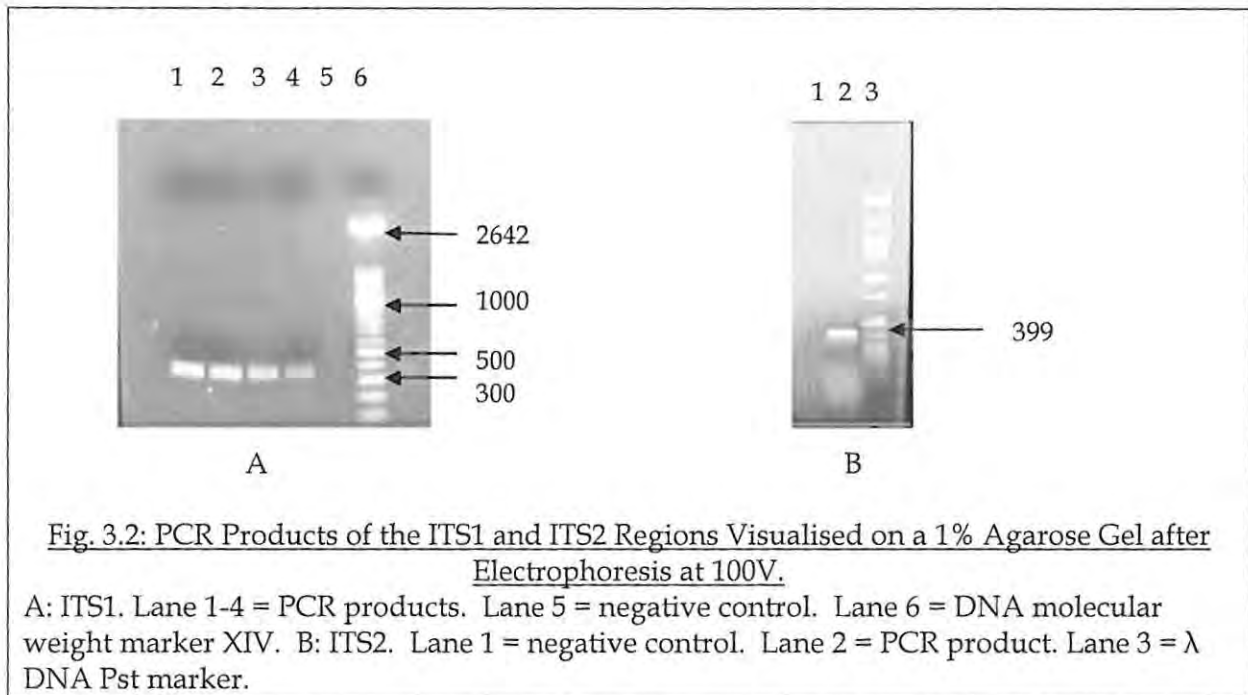 1 2 3 4 5 6
1 2 3
2642
1000
500
300
399
A
B
Fig. 3.2: PCR Products of the ITS1 and ITS2 Regions Visualised on a 1% Agarose Gel after
Electrophoresis at 100V.
A: ITS1. Lane 1-4 = PCR products. Lane 5 = negative control. Lane 6 = DNA molecular
weight marker XIV. B: ITS2. Lane 1 = negative control. Lane 2 = PCR product. Lane 3 = λ
DNA Pst marker.